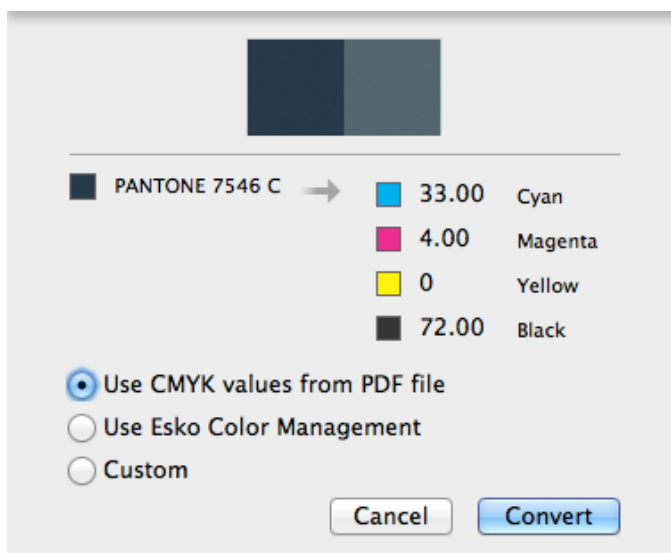 PANTONE 7546 C
33.00 Cyan
4.00 Magenta
0 Yellow
72.00 Black
Use CMYK values from PDF file
Use Esko Color Management
Custom
Cancel Convert